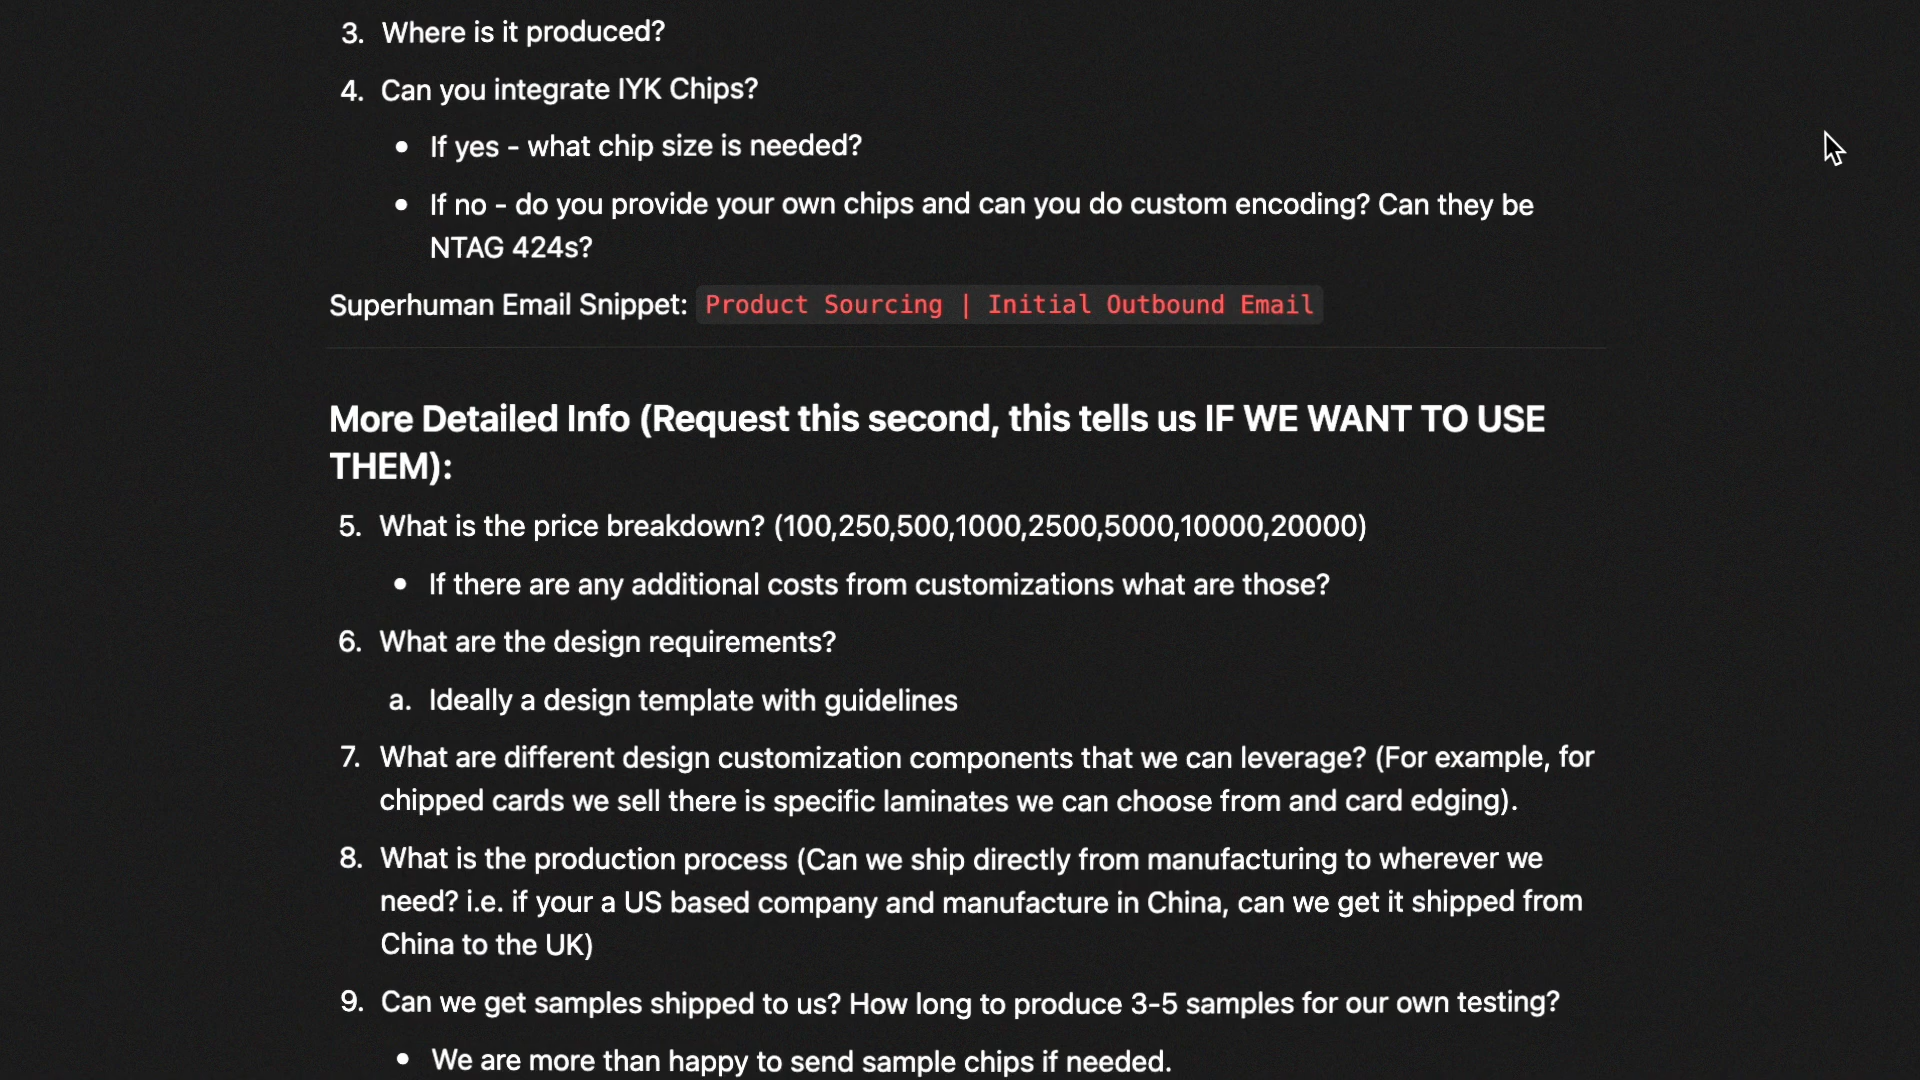 3. Where is it produced?
4. Can you integrate IYK Chips?
• If yes - what chip size is needed?
• If no - do you provide your own chips and can you do custom encoding? Can they be
NTAG 424s?
Superhuman Email Snippet: Product Sourcing | Initial Outbound Email
More Detailed Info (Request this second, this tells us IF WE WANT TO USE
THEM):
5. What is the price breakdown? (100,250,500,1000,2500,5000,10000,20000)
• If there are any additional costs from customizations what are those?
6. What are the design requirements?
a. Ideally a design template with guidelines
7. What are different design customization components that we can leverage? (For example, for
chipped cards we sell there is specific laminates we can choose from and card edging).
8. What is the production process (Can we ship directly from manufacturing to wherever we
need? i.e. if your a US based company and manufacture in China, can we get it shipped from
China to the UK)
9. Can we get samples shipped to us? How long to produce 3-5 samples for our own testing?
• We are more than happy to send sample chips if needed.